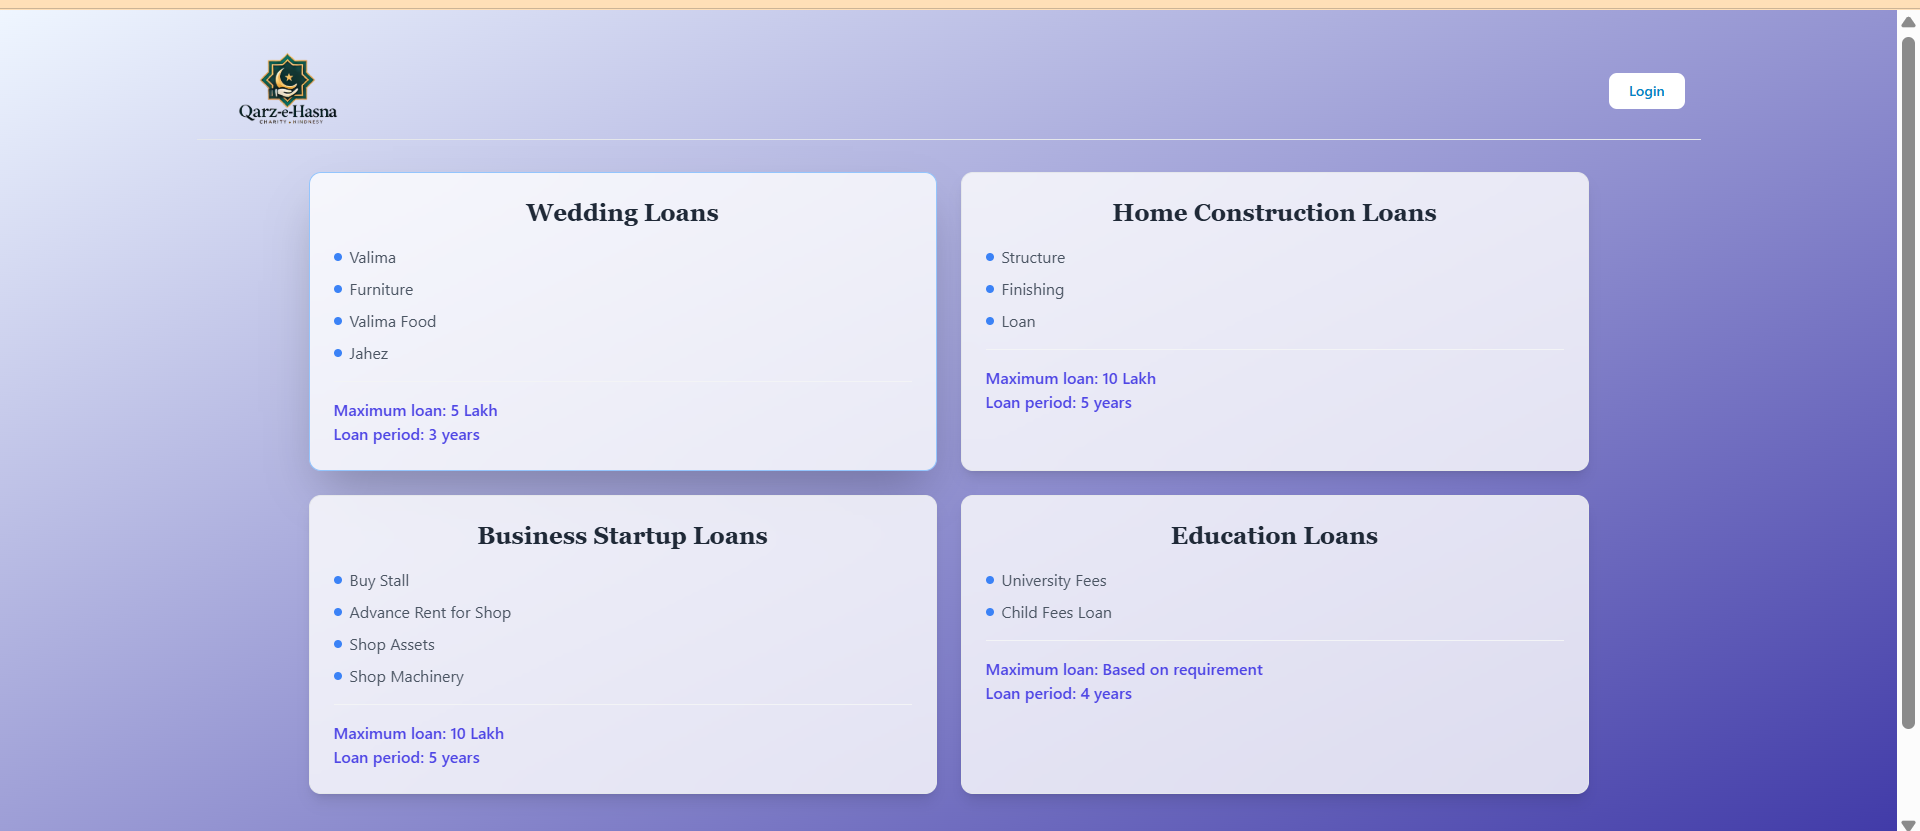 Qarz-e-Hasna
CHARITY • KINDNESY
Login
Wedding Loans
Valima
Furniture
Valima Food
Jahez
Maximum loan: 5 Lakh
Loan period: 3 years
Home Construction Loans
Structure
Finishing
Loan
Maximum loan: 10 Lakh
Loan period: 5 years
Business Startup Loans
Buy Stall
Advance Rent for Shop
Shop Assets
Shop Machinery
Maximum loan: 10 Lakh
Loan period: 5 years
Education Loans
University Fees
Child Fees Loan
Maximum loan: Based on requirement
Loan period: 4 years